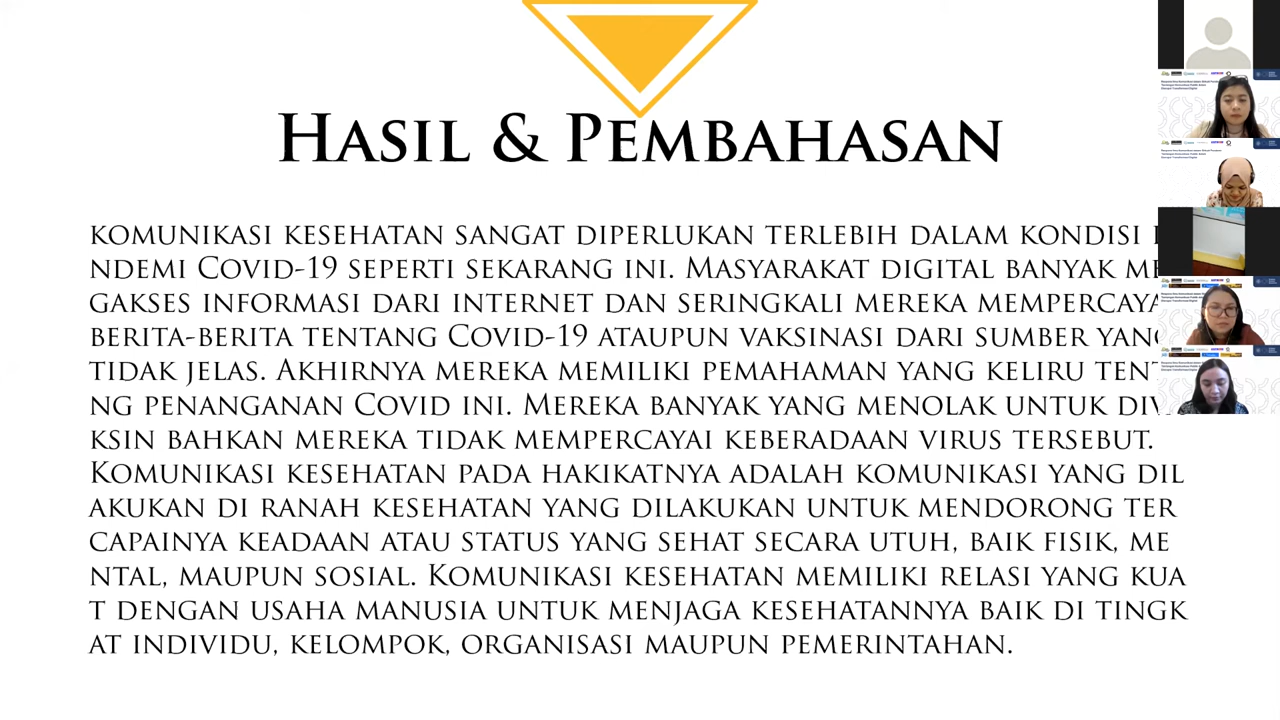 HASIL & PEMBAHASAN
KOMUNIKASI KESEHATAN SANGAT DIPERLUKAN TERLEBIH DALAM KONDISI
NDEMI COVID-19 SEPERTI SEKARANG INI. MASYARAKAT DIGITAL BANYAK ME
GAKSES INFORMASI DARI INTERNET DAN SERINGKALI MEREKA MEMPERCAYA
BERITA-BERITA TENTANG COVID-19 ATAUPUN VAKSINASI DARI SUMBER YANG
TIDAK JELAS. AKHIRNYA MEREKA MEMILIKI PEMAHAMAN YANG KELIRU TENT
NG PENANGANAN COVID INI. MEREKA BANYAK YANG MENOLAK UNTUK DIV
KSIN BAHKAN MEREKA TIDAK MEMPERCAYAI KEBERADAAN VIRUS TERSEBUT.
KOMUNIKASI KESEHATAN PADA HAKIKATNYA ADALAH KOMUNIKASI YANG DIL
AKUKAN DI RANAH KESEHATAN YANG DILAKUKAN UNTUK MENDORONG TER
CAPAINYA KEADAAN ATAU STATUS YANG SEHAT SECARA UTUH, BAIK FISIK, ME
NTAL, MAUPUN SOSIAL. KOMUNIKASI KESEHATAN MEMILIKI RELASI YANG KUA
T DENGAN USAHA MANUSIA UNTUK MENJAGA KESEHATANNYA BAIK DI TINGK
AT INDIVIDU, KELOMPOK, ORGANISASI MAUPUN PEMERINTAHAN.